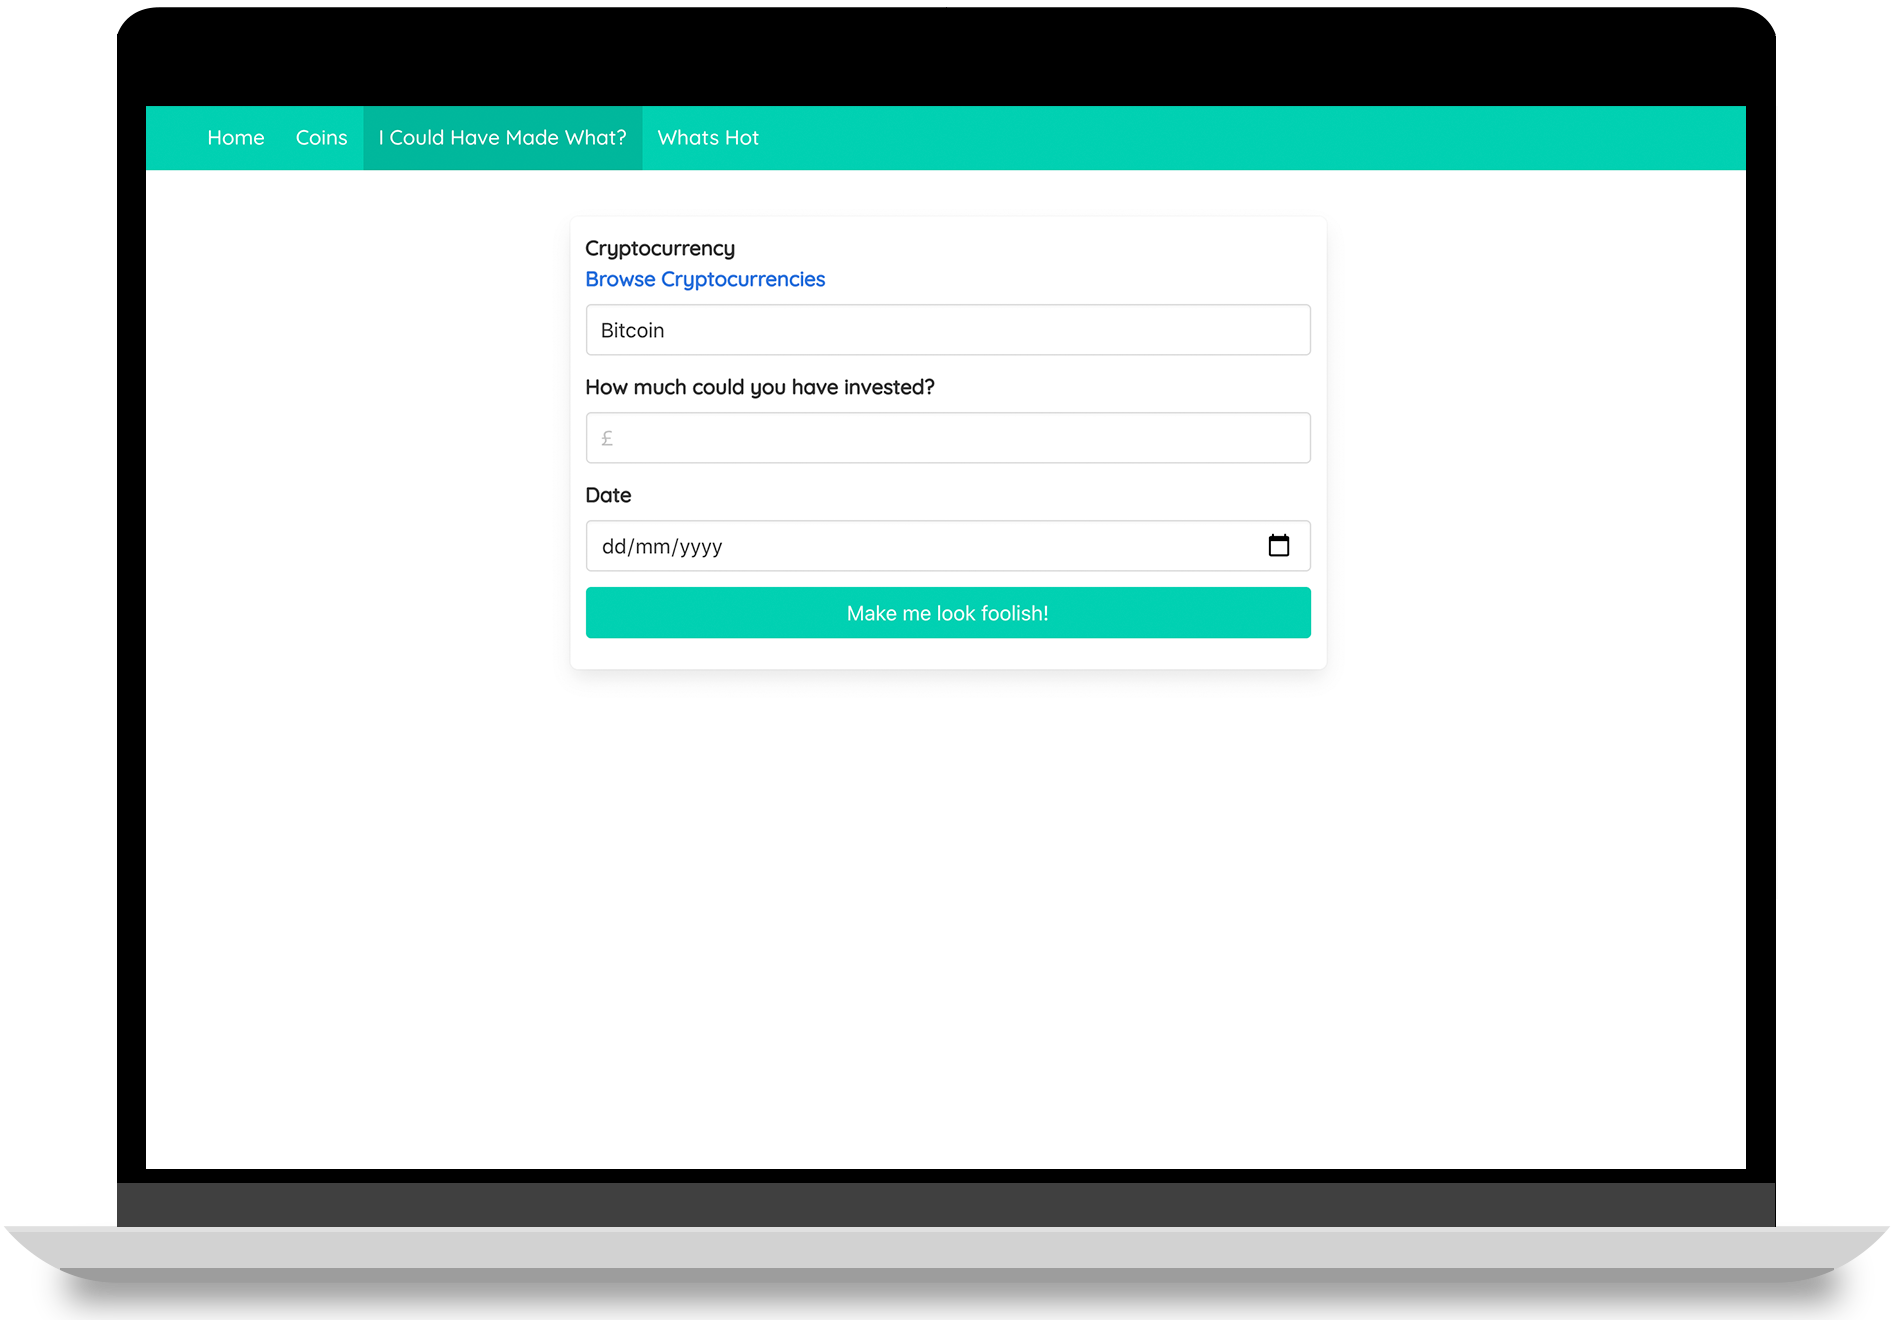 Home Coins I Could Have Made What? Whats Hot
Cryptocurrency
Browse Cryptocurrencies
Bitcoin
How much could you have invested?
£
Date
dd/mm/yyyy
Make me look foolish!